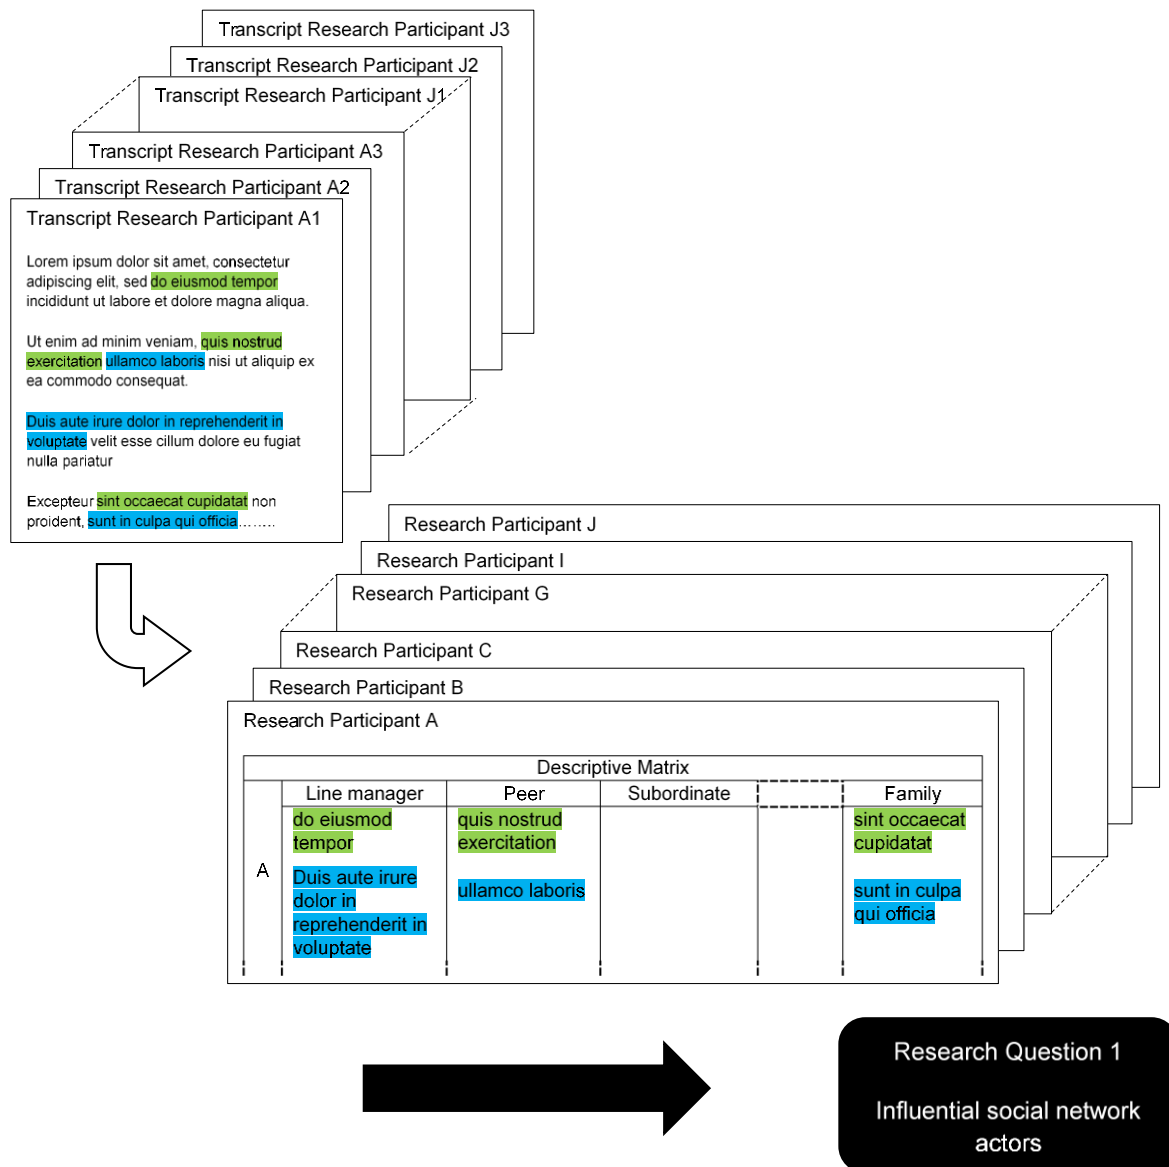 Transcript Research Participant J3
Transcript Research Participant J2
Transcript Research Participant J1
Transcript Research Participant A3
Transcript Research Participant A2
Transcript Research Participant A1
Lorem ipsum dolor sit amet, consectetur
adipiscing elit, sed do eiusmod tempor
incididunt ut labore et dolore magna aliqua.
Ut enim ad minim veniam, quis nostrud
exercitation ullamco laboris nisi ut aliquip ex
ea commodo consequat.
Duis aute irure dolor in reprehenderit in
voluptate velit esse cillum dolore eu fugiat
nulla pariatur
Excepteur sint occaecat cupidatat non
proident, sunt in culpa qui officia........
Research Participant J
Research Participant I
Research Participant G
Research Participant C
Research Participant B
Research Participant A
Descriptive Matrix
Line manager
Peer
Subordinate
Family
A
do eiusmod
tempor
Duis aute irure
dolor in
reprehenderit in
voluptate
quis nostrud
exercitation
ullamco laboris
sint occaecat
cupidatat
sunt in culpa
qui officia
Research Question 1
Influential social network
actors